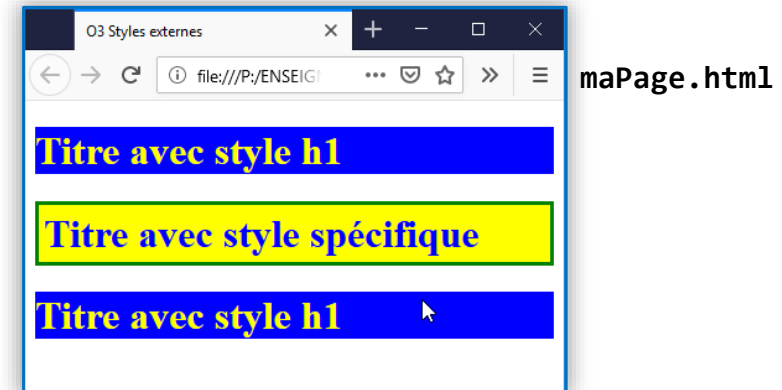 O3 Styles externes
file:///P:/ENSEIG
maPage.html
Titre avec style h1
Titre avec style spécifique
Titre avec style h1